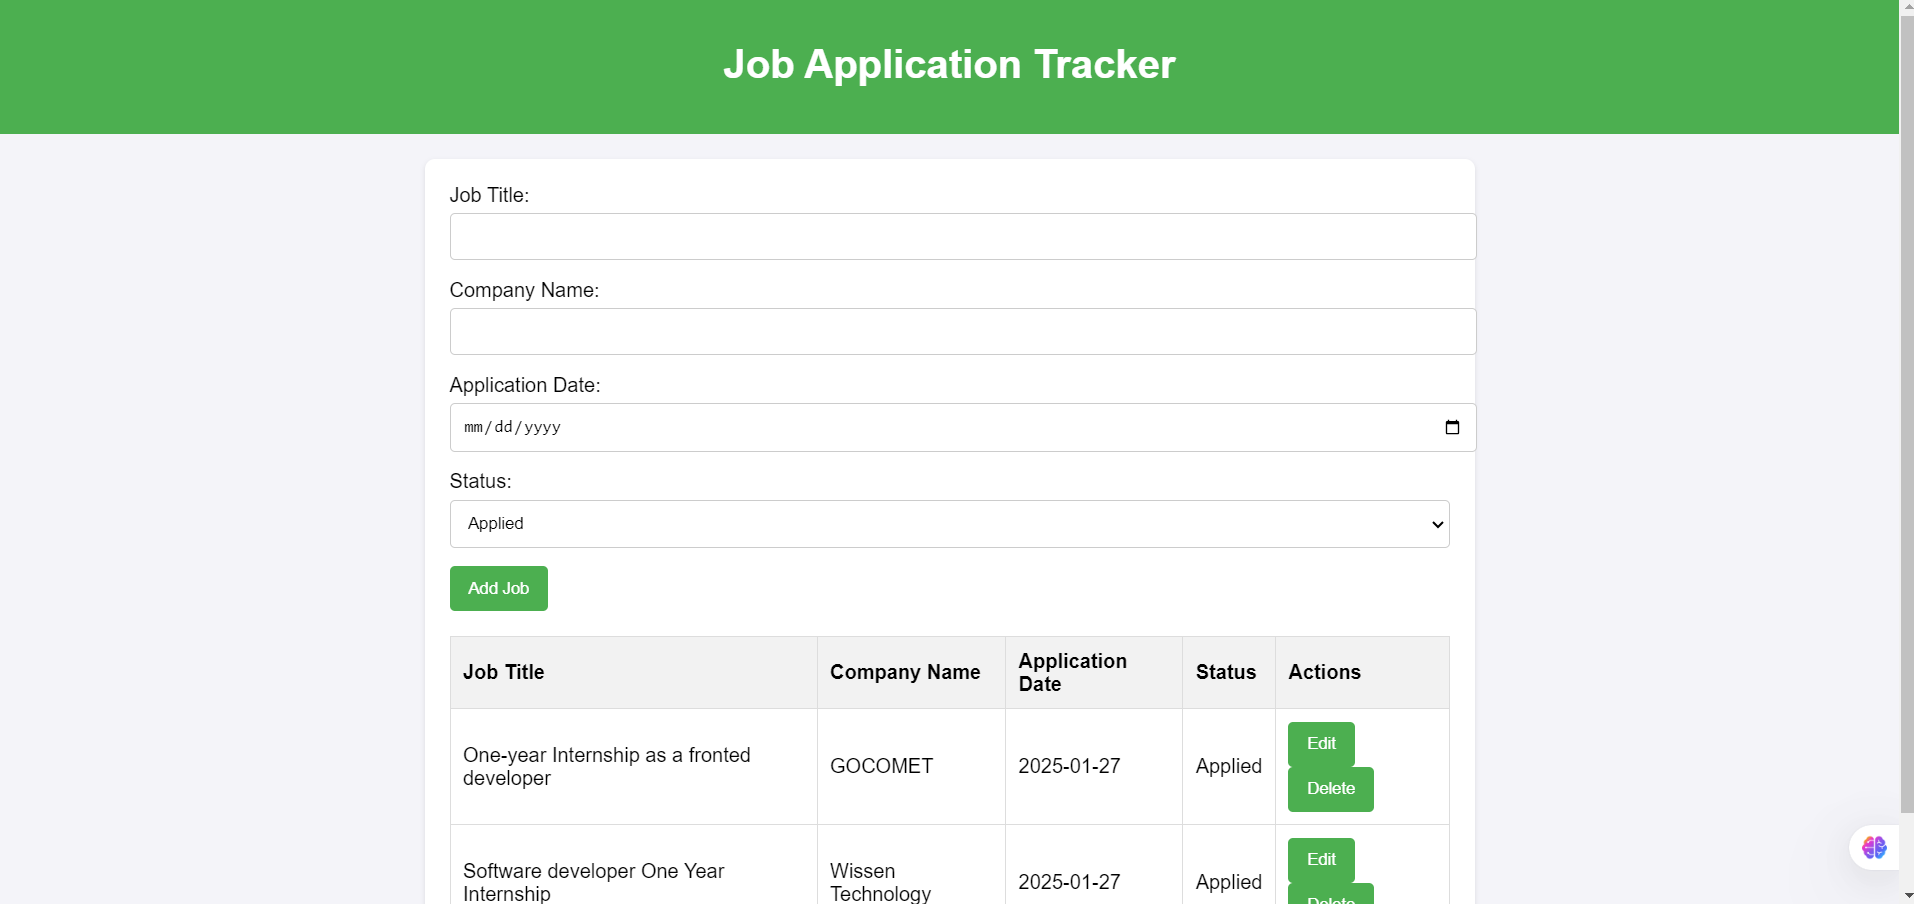 Job Application Tracker
Job Title:
Company Name:
Application Date:
mm/dd/yyyy
Status:
Applied
Add Job
Job Title
Company Name
Application
Date
Status
Actions
One-year Internship as a fronted
developer
GOCOMET
2025-01-27
Applied
Edit
Delete
Software developer One Year
Internship
Wissen
Technology
2025-01-27
Applied
Edit
Delete